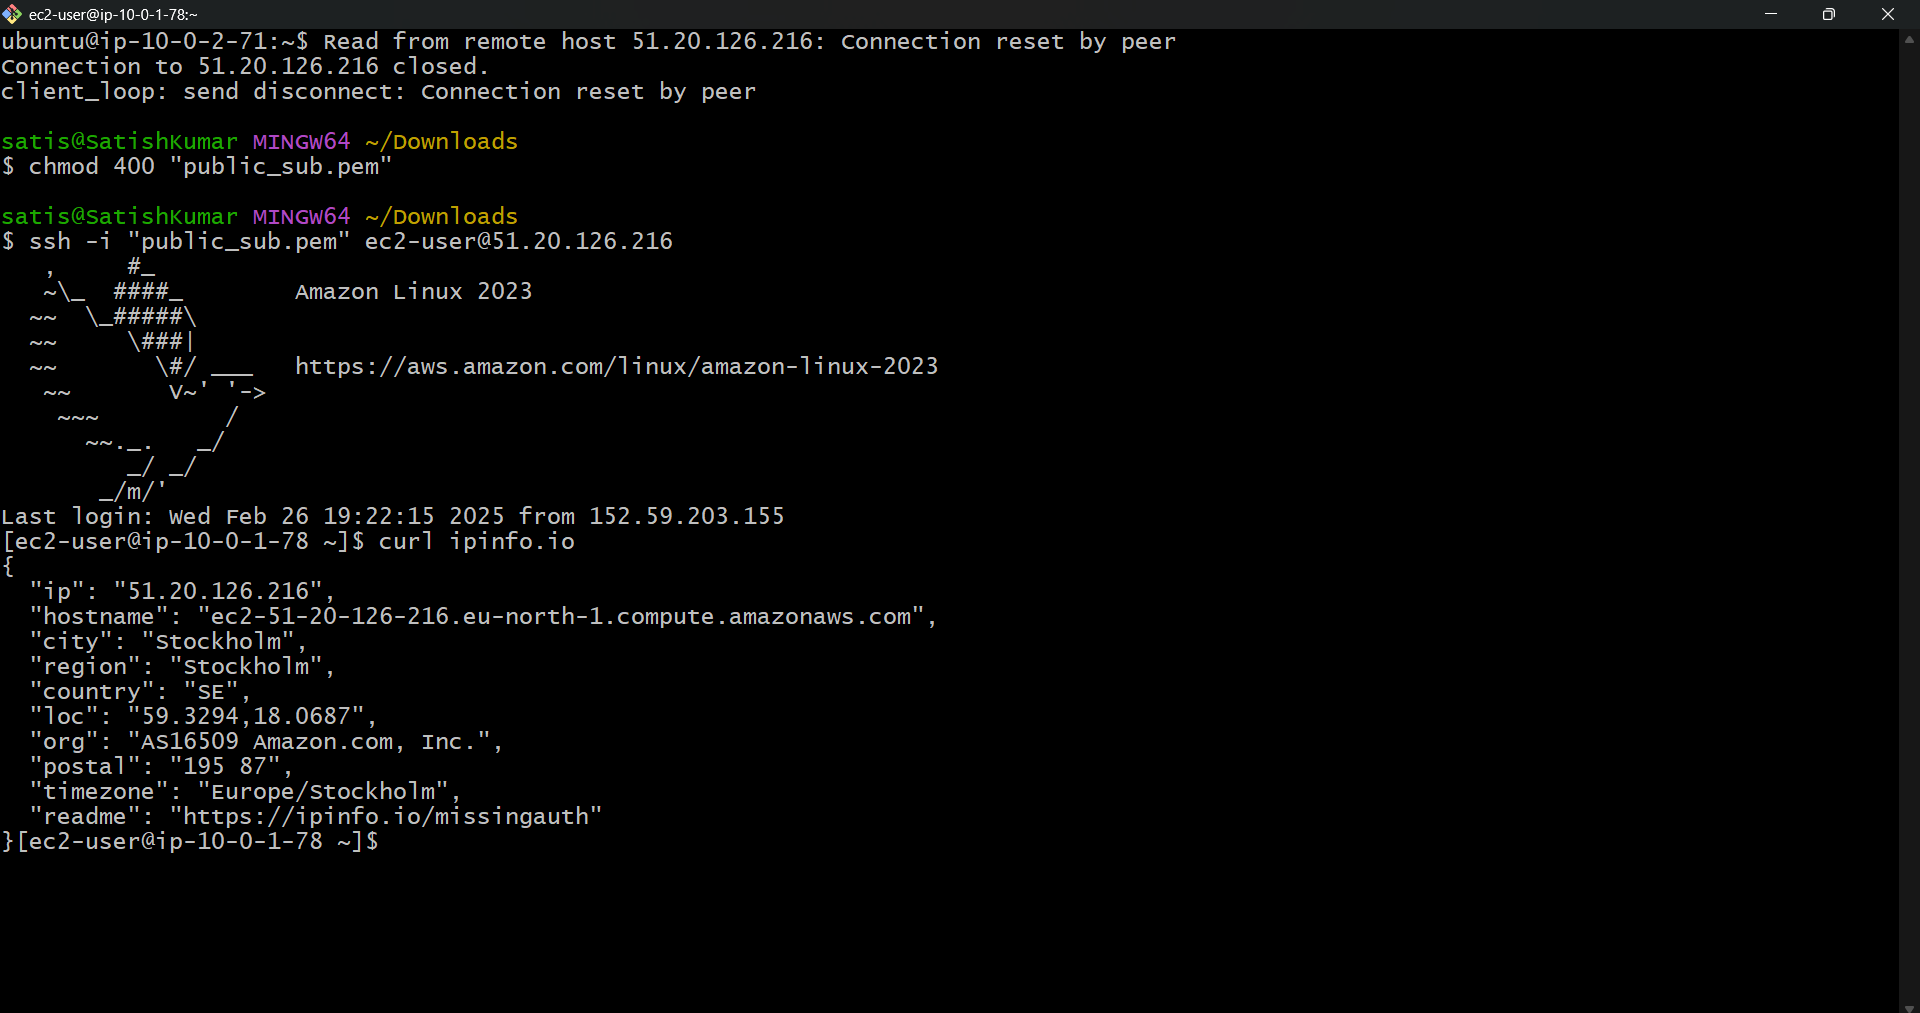 ec2-user@ip-10-0-1-78:~
ubuntu@ip-10-0-2-71:~$ Read from remote host 51.20.126.216: Connection reset by peer
Connection to 51.20.126.216 closed.
client_loop: send disconnect: Connection reset by peer
satis@SatishKumar MINGW64 ~/Downloads
$ chmod 400 "public_sub.pem"
satis@SatishKumar MINGW64 ~/Downloads
$ ssh -i "public_sub.pem" ec2-user@51.20.126.216
   ,     #_
   ~\_  ####_        Amazon Linux 2023
  ~~  \_#####\
  ~~     \###|
  ~~       \#/ ___   https://aws.amazon.com/linux/amazon-linux-2023
   ~~       V~' '->
    ~~~         /
      ~~._.   _/
         _/ _/
       _/m/'
Last login: Wed Feb 26 19:22:15 2025 from 152.59.203.155
[ec2-user@ip-10-0-1-78 ~]$ curl ipinfo.io
{
  "ip": "51.20.126.216",
  "hostname": "ec2-51-20-126-216.eu-north-1.compute.amazonaws.com",
  "city": "Stockholm",
  "region": "Stockholm",
  "country": "SE",
  "loc": "59.3294,18.0687",
  "org": "AS16509 Amazon.com, Inc.",
  "postal": "195 87",
  "timezone": "Europe/Stockholm",
  "readme": "https://ipinfo.io/missingauth"
}[ec2-user@ip-10-0-1-78 ~]$